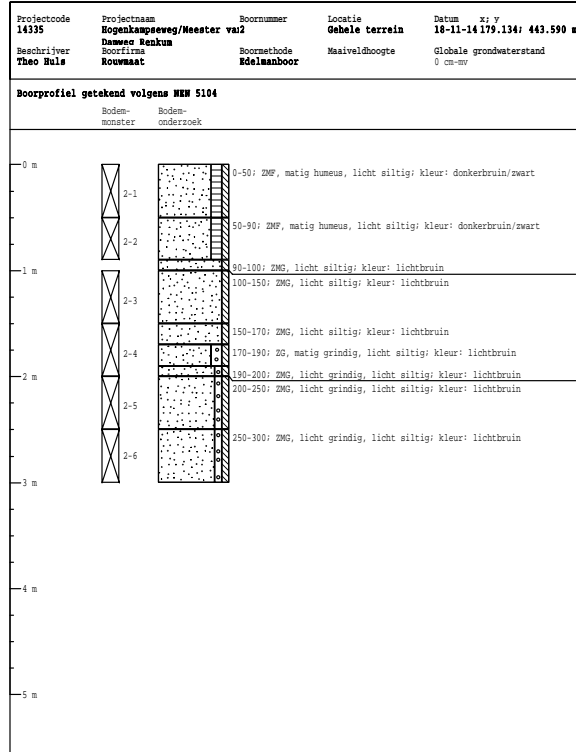 Projectcode Projectnaam Boornummer Locatie Datum x; y
14335 Hogenkampseweg/Meester va 2 Gehele terrein 18-11-14 179.134; 443.590 m
Damweg Renkum
Beschrijver Boorfirma Boormethode Maaiveldhoogte Globale grondwaterstand
Theo Huls Rouwmaat Edelmanboor 0 cm-mv
Boorprofiel getekend volgens NEN 5104
Bodem- Bodem-
monster onderzoek
0 m
0-50; ZMF, matig humeus, licht siltig; kleur: donkerbruin/zwart
2-1
50-90; ZMF, matig humeus, licht siltig; kleur: donkerbruin/zwart
2-2
90-100; ZMG, licht siltig; kleur: lichtbruin
1 m
100-150; ZMG, licht siltig; kleur: lichtbruin
2-3
150-170; ZMG, licht siltig; kleur: lichtbruin
2-4
170-190; ZG, matig grindig, licht siltig; kleur: lichtbruin
190-200; ZMG, licht grindig, licht siltig; kleur: lichtbruin
2 m
200-250; ZMG, licht grindig, licht siltig; kleur: lichtbruin
2-5
250-300; ZMG, licht grindig, licht siltig; kleur: lichtbruin
2-6
3 m
4 m
5 m